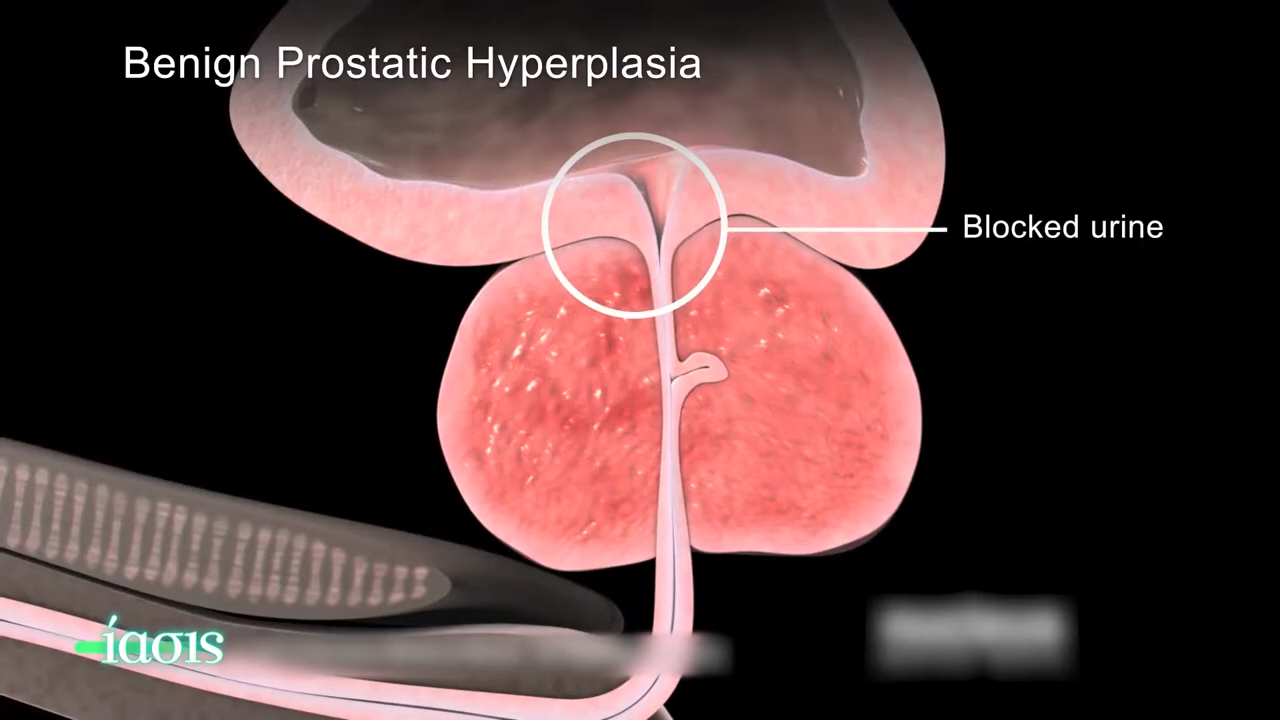 Benign Prostatic Hyperplasia
Blocked urine
ίασις